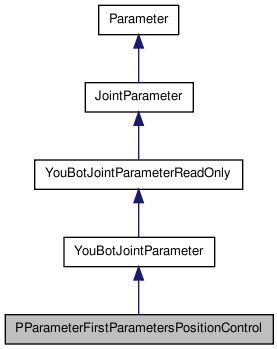 Parameter
JointParameter
YouBotJointParameterReadOnly
YouBotJointParameter
PParameterFirstParametersPositionControl